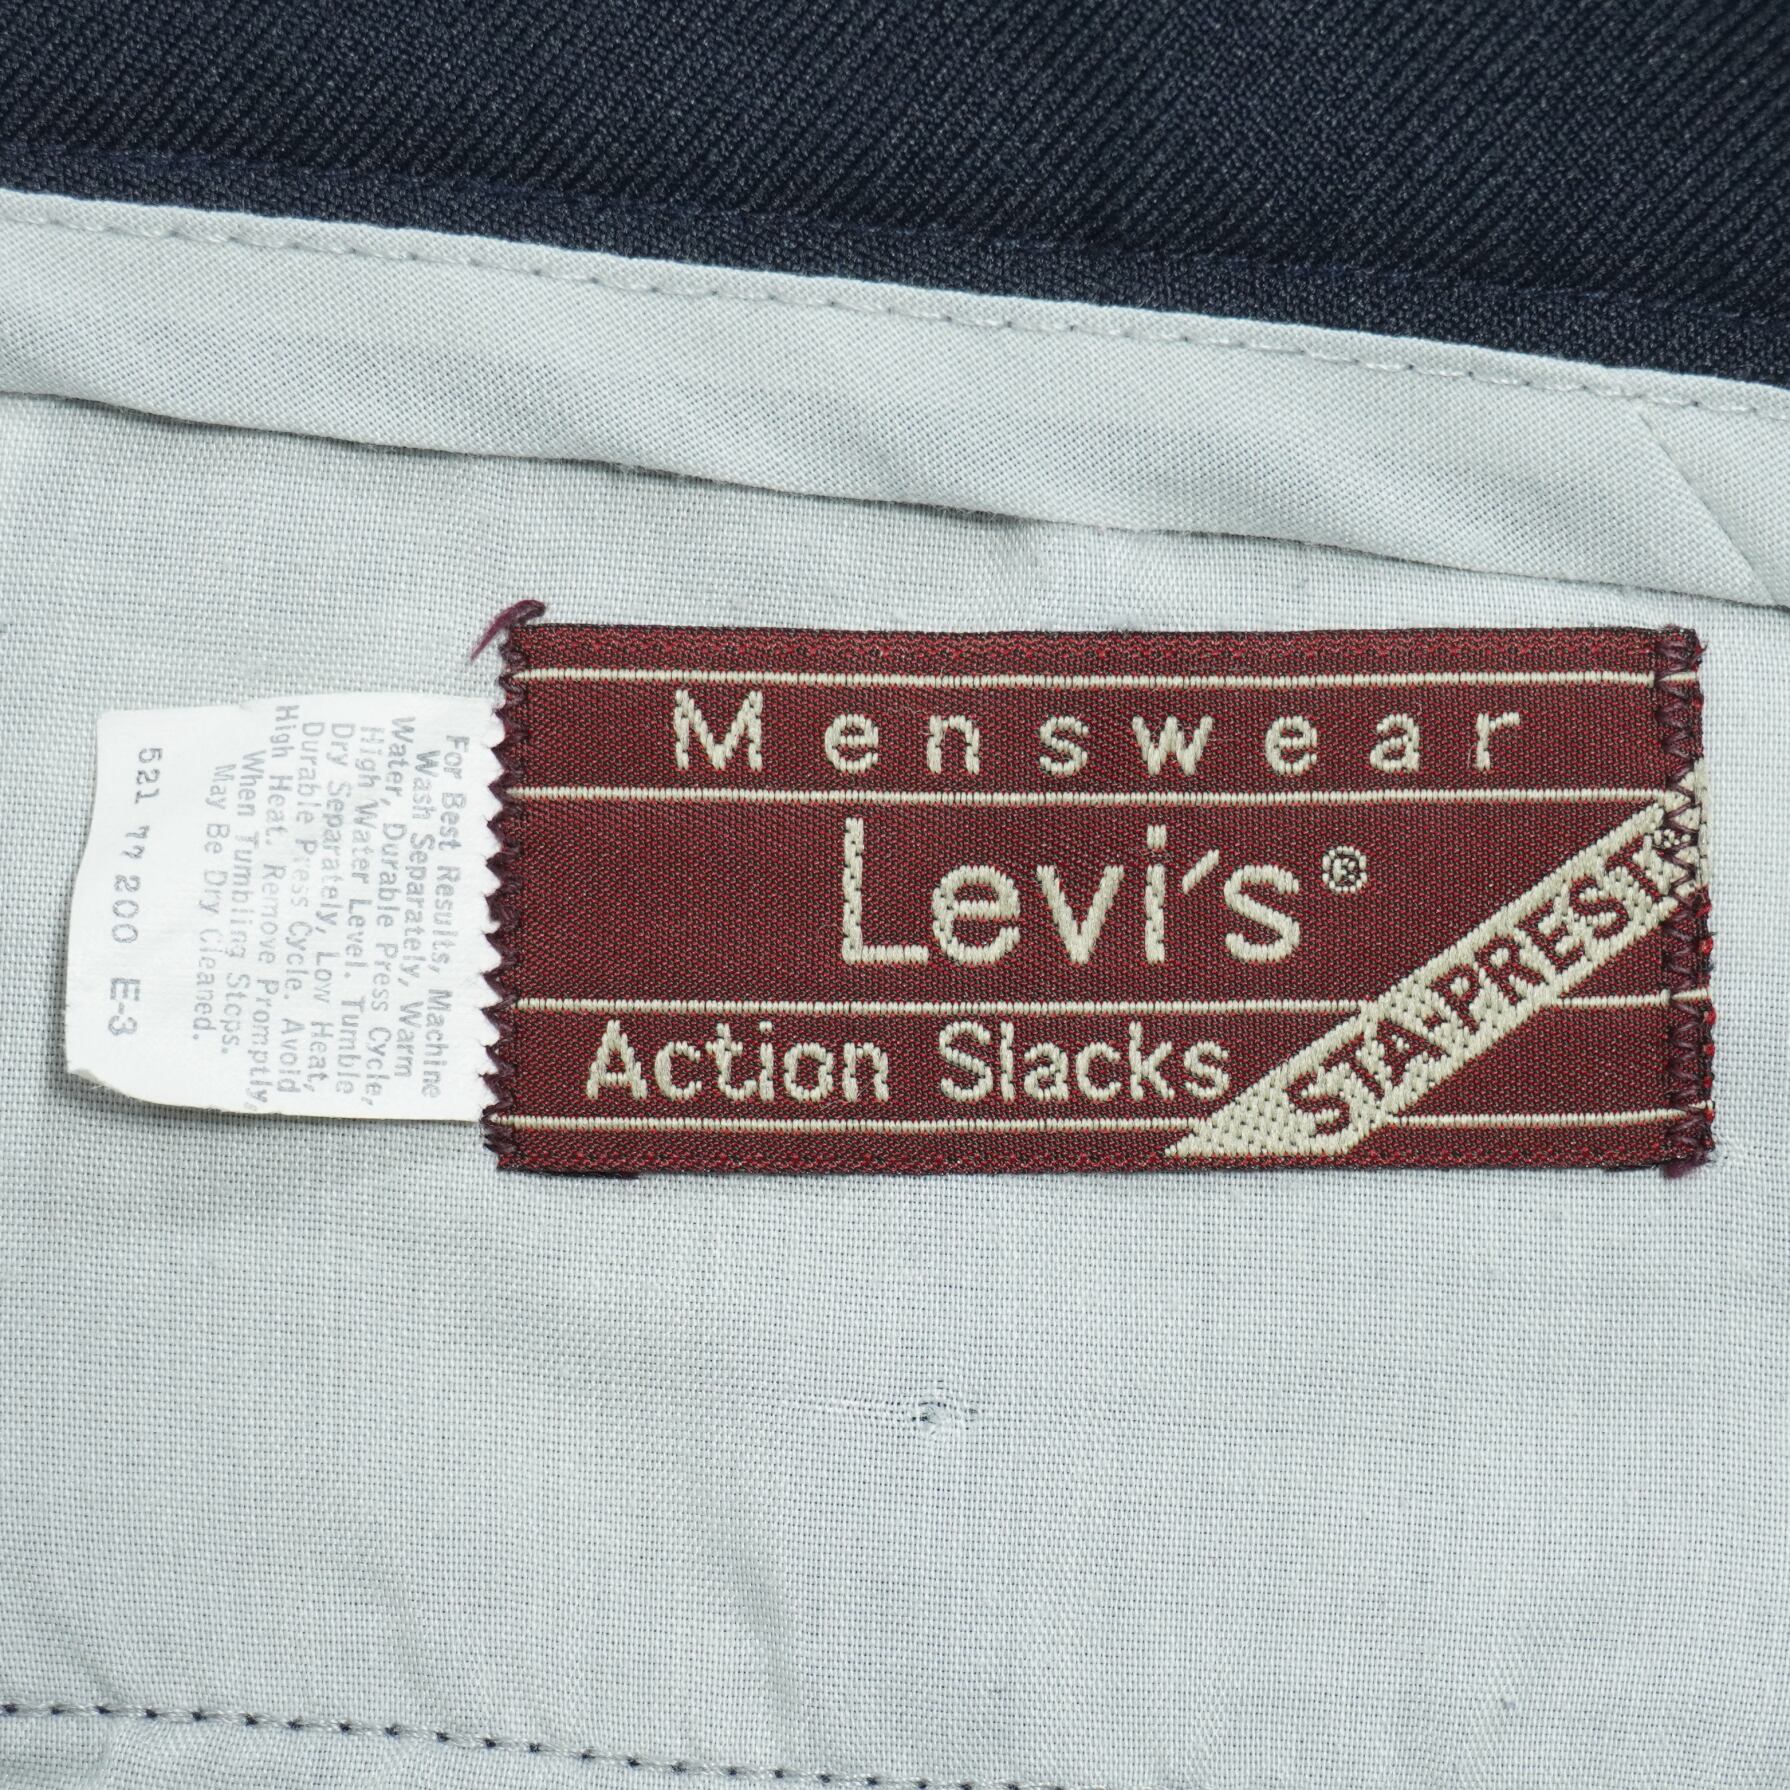 For Best Results, Machine
Wash Separately, Warm
Water, Durable Press Cycle,
High Water Level. Tumble
Dry Separately, Low Heat,
Durable Press Cycle. Avoid
High Heat. Remove Promptly,
When Tumbling Stops.
May Be Dry Cleaned.
521 77 200 E-3
Menswear
Levi's®
Action Slacks
STA-PREST®